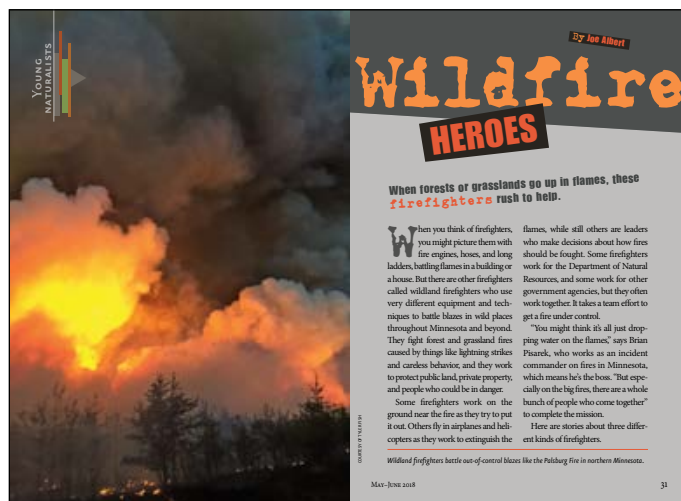 YOUNG
NATURALISTS
By Joe Albert
Wildfire
HEROES
When forests or grasslands go up in flames, these
firefighters rush to help.
When you think of firefighters,
you might picture them with
fire engines, hoses, and long
ladders, battling flames in a building or
a house. But there are other firefighters
called wildland firefighters who use
very different equipment and tech-
niques to battle blazes in wild places
throughout Minnesota and beyond.
They fight forest and grassland fires
caused by things like lightning strikes
and careless behavior, and they work
to protect public land, private property,
and people who could be in danger.
Some firefighters work on the
ground near the fire as they try to put
it out. Others fly in airplanes and heli-
copters as they work to extinguish the
flames, while still others are leaders
who make decisions about how fires
should be fought. Some firefighters
work for the Department of Natural
Resources, and some work for other
government agencies, but they often
work together. It takes a team effort to
get a fire under control.
"You might think it's all just drop-
ping water on the flames," says Brian
Pisarek, who works as an incident
commander on fires in Minnesota,
which means he's the boss. "But espe-
cially on the big fires, there are a whole
bunch of people who come together"
to complete the mission.
Here are stories about three differ-
ent kinds of firefighters.
Wildland firefighters battle out-of-control blazes like the Palsburg Fire in northern Minnesota.
MAY–JUNE 2018
31